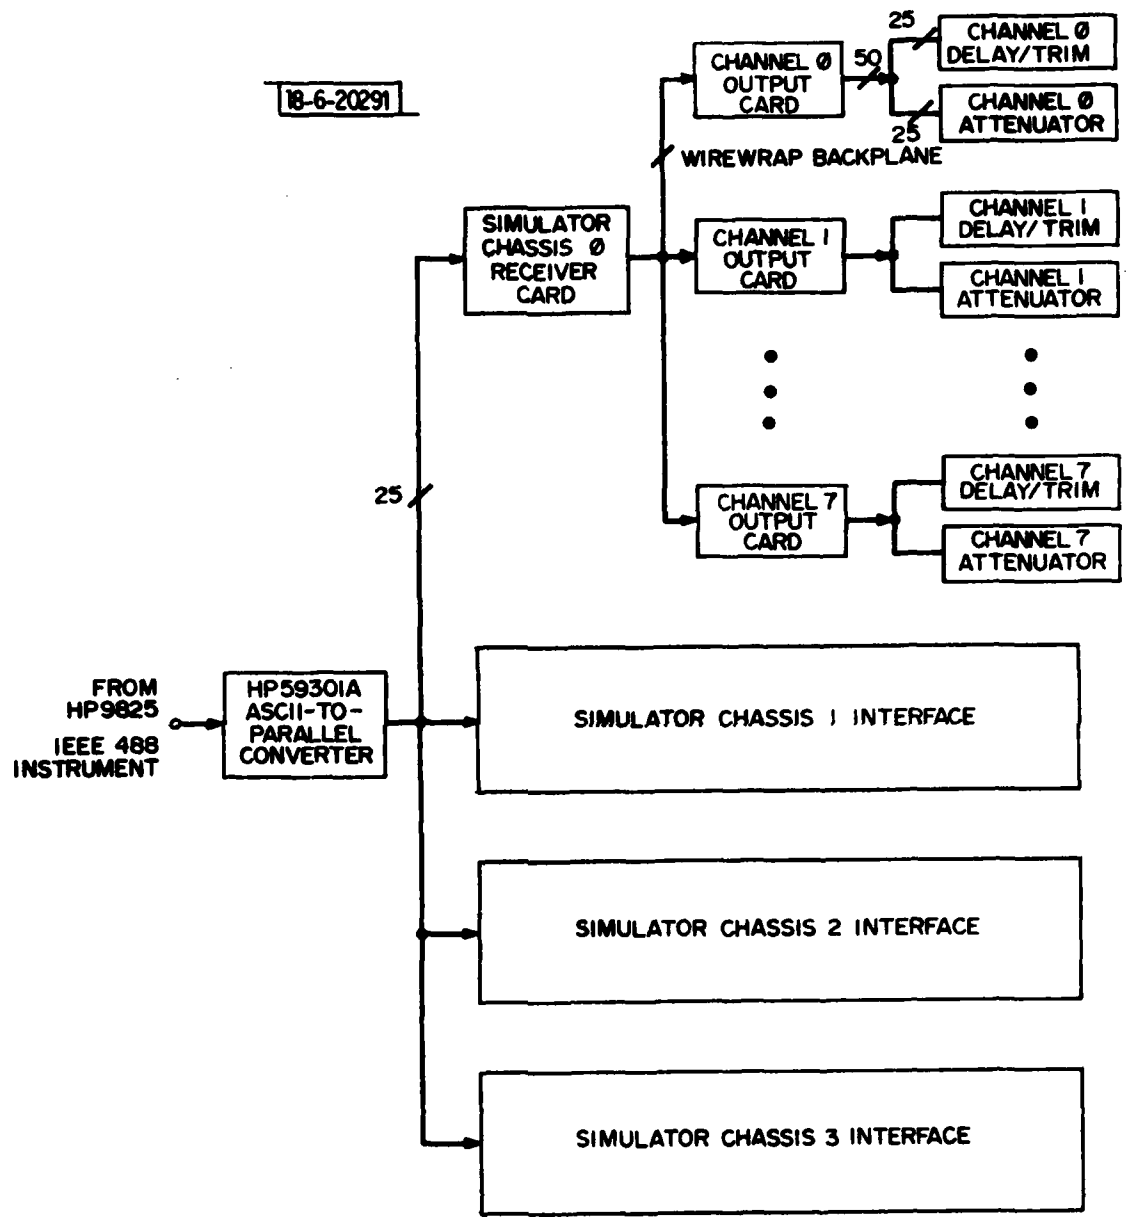 18-6-20291
CHANNEL Ø
OUTPUT
CARD
50
25
CHANNEL Ø
DELAY/TRIM
25
CHANNEL Ø
ATTENUATOR
WIREWRAP BACKPLANE
SIMULATOR
CHASSIS Ø
RECEIVER
CARD
CHANNEL 1
OUTPUT
CARD
CHANNEL 1
DELAY/TRIM
CHANNEL 1
ATTENUATOR
25
CHANNEL 7
OUTPUT
CARD
CHANNEL 7
DELAY/TRIM
CHANNEL 7
ATTENUATOR
FROM
HP9825
IEEE 488
INSTRUMENT
HP59301A
ASCII-TO-
PARALLEL
CONVERTER
SIMULATOR CHASSIS 1 INTERFACE
SIMULATOR CHASSIS 2 INTERFACE
SIMULATOR CHASSIS 3 INTERFACE